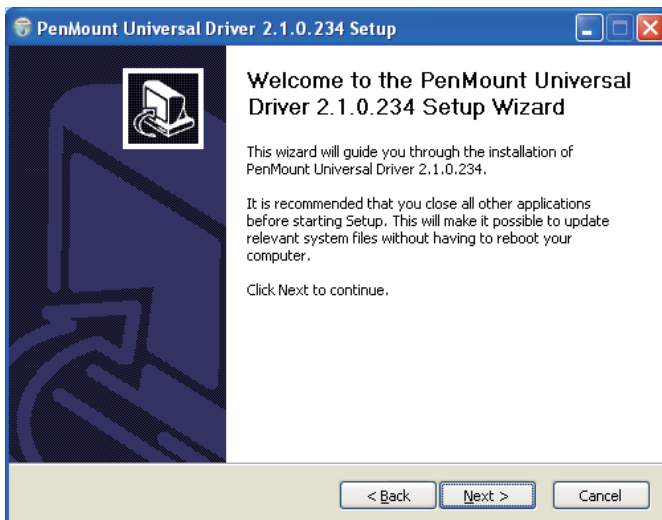 PenMount Universal Driver 2.1.0.234 Setup
Welcome to the PenMount Universal
Driver 2.1.0.234 Setup Wizard
This wizard will guide you through the installation of
PenMount Universal Driver 2.1.0.234.
It is recommended that you close all other applications
before starting Setup. This will make it possible to update
relevant system files without having to reboot your
computer.
Click Next to continue.
< Back Next > Cancel